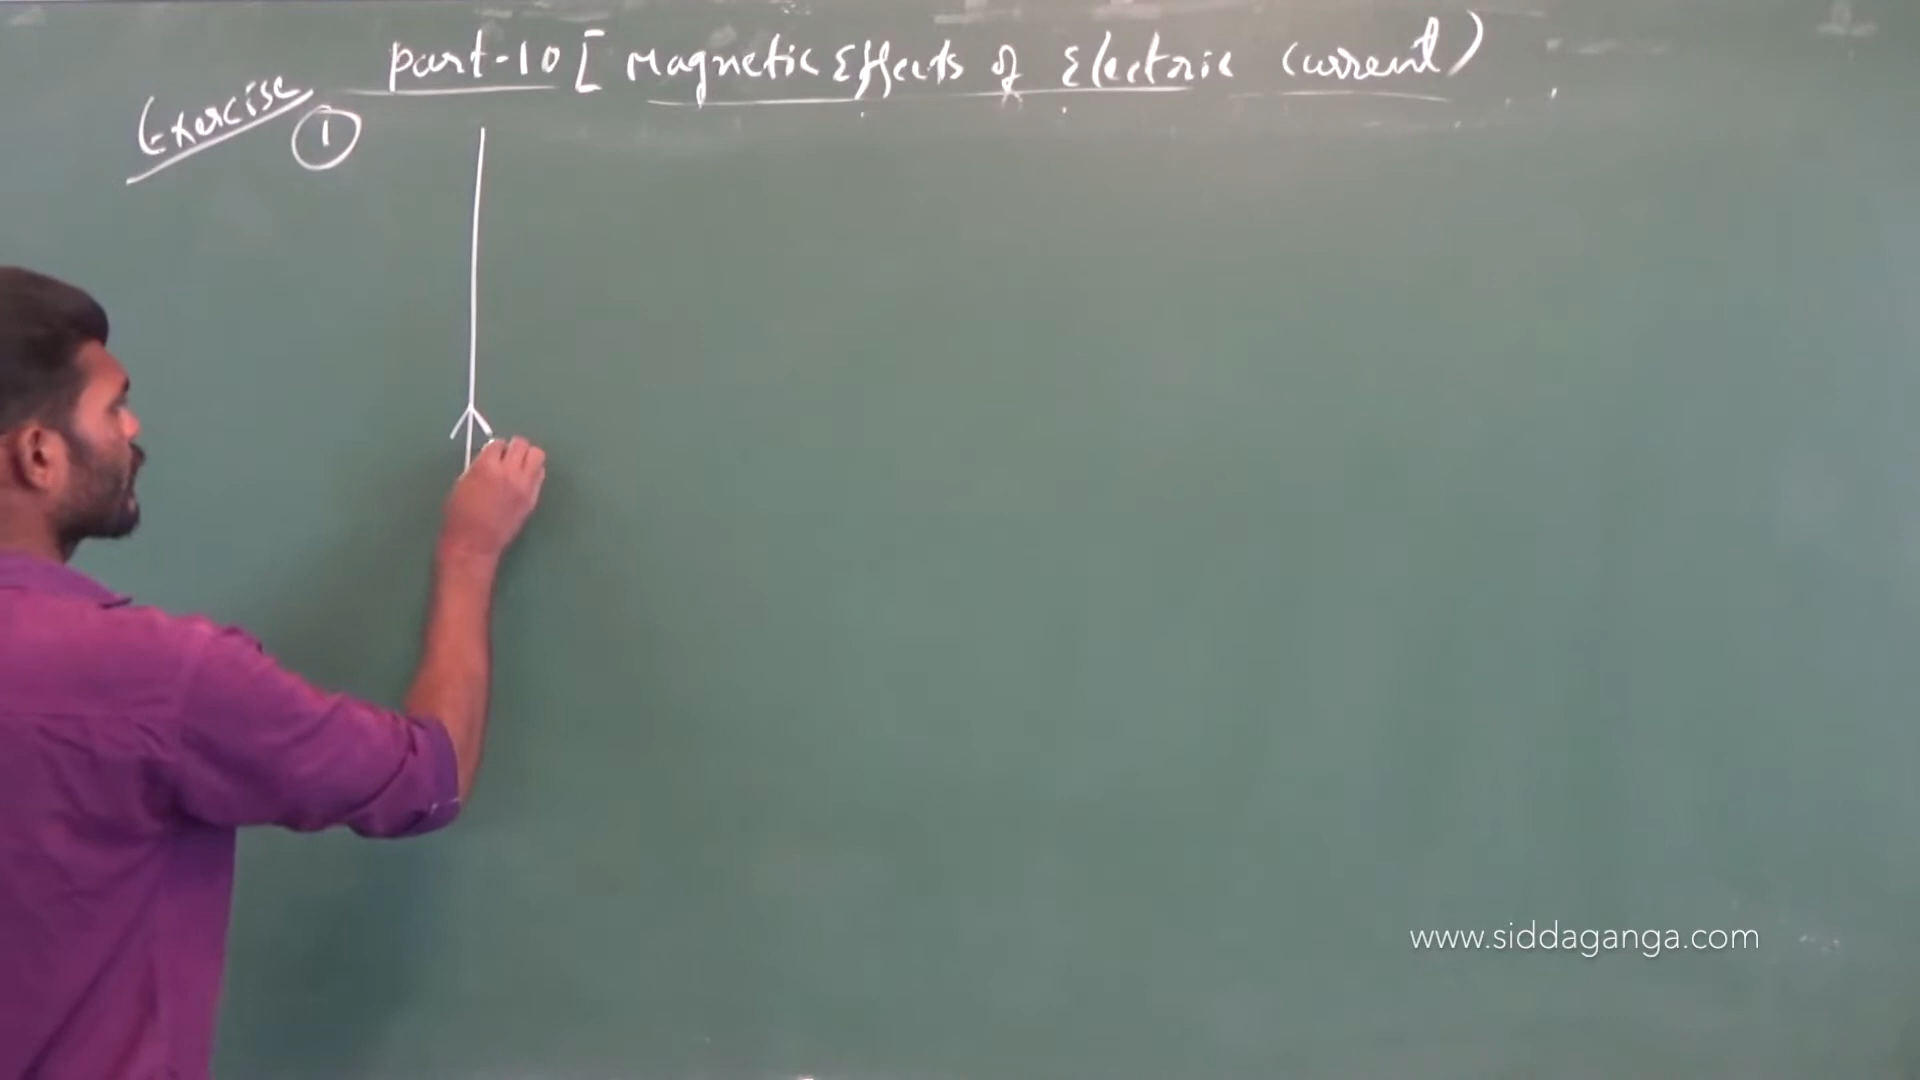 part-10 [ Magnetic Effects of Electric Current )
Exercise
1
www.siddaganga.com